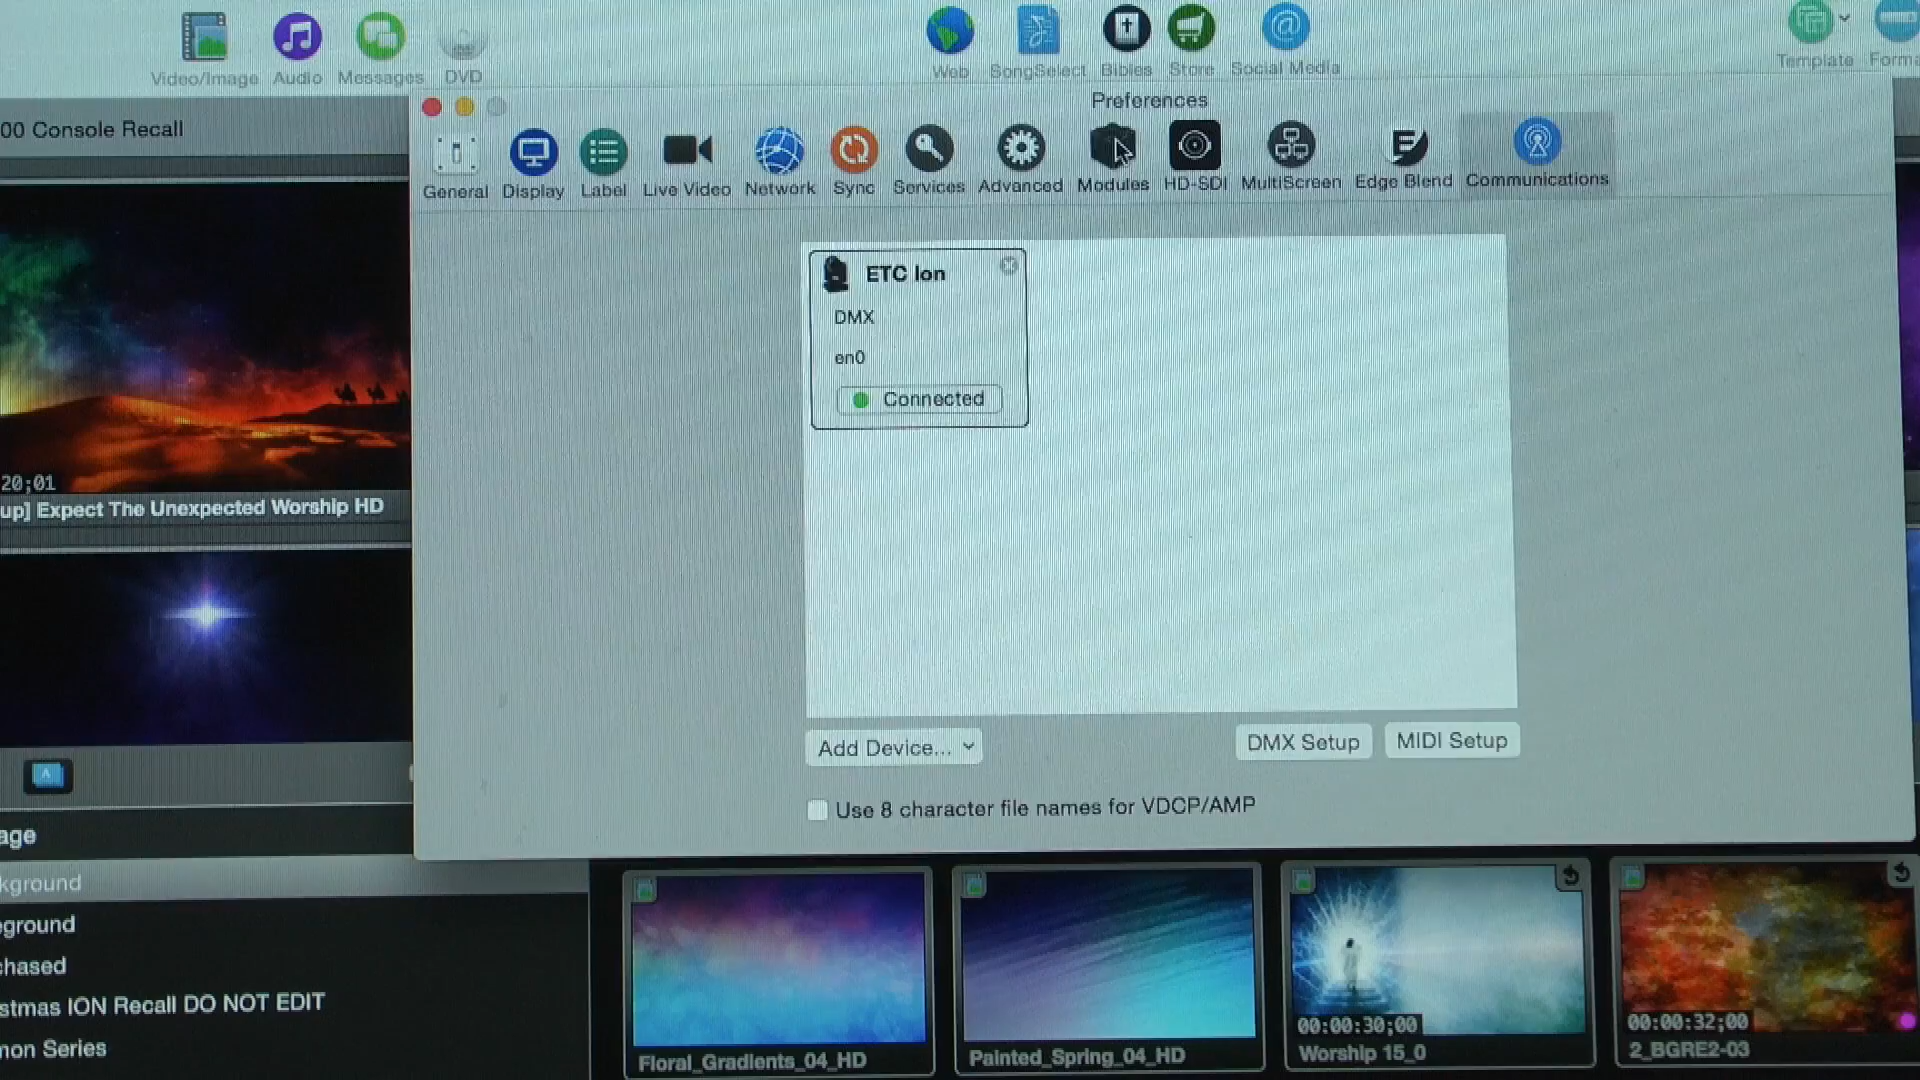 Video/Image Audio Messages DVD Web SongSelect Bibles Store Social Media Template
00 Console Recall
Preferences
General Display Label Live Video Network Sync Services Advanced Modules HD-SDI MultiScreen Edge Blend Communications
ETC Ion
DMX
en0
Connected
20;01
up] Expect The Unexpected Worship HD
Add Device...
DMX Setup
MIDI Setup
Use 8 character file names for VDCP/AMP
A
age
kground
eground
chased
stmas ION Recall DO NOT EDIT
mon Series
Floral_Gradients_04_HD
Painted_Spring_04_HD
00:00:30;00
Worship 15_0
00:00:32;00
2_BGRE2-03